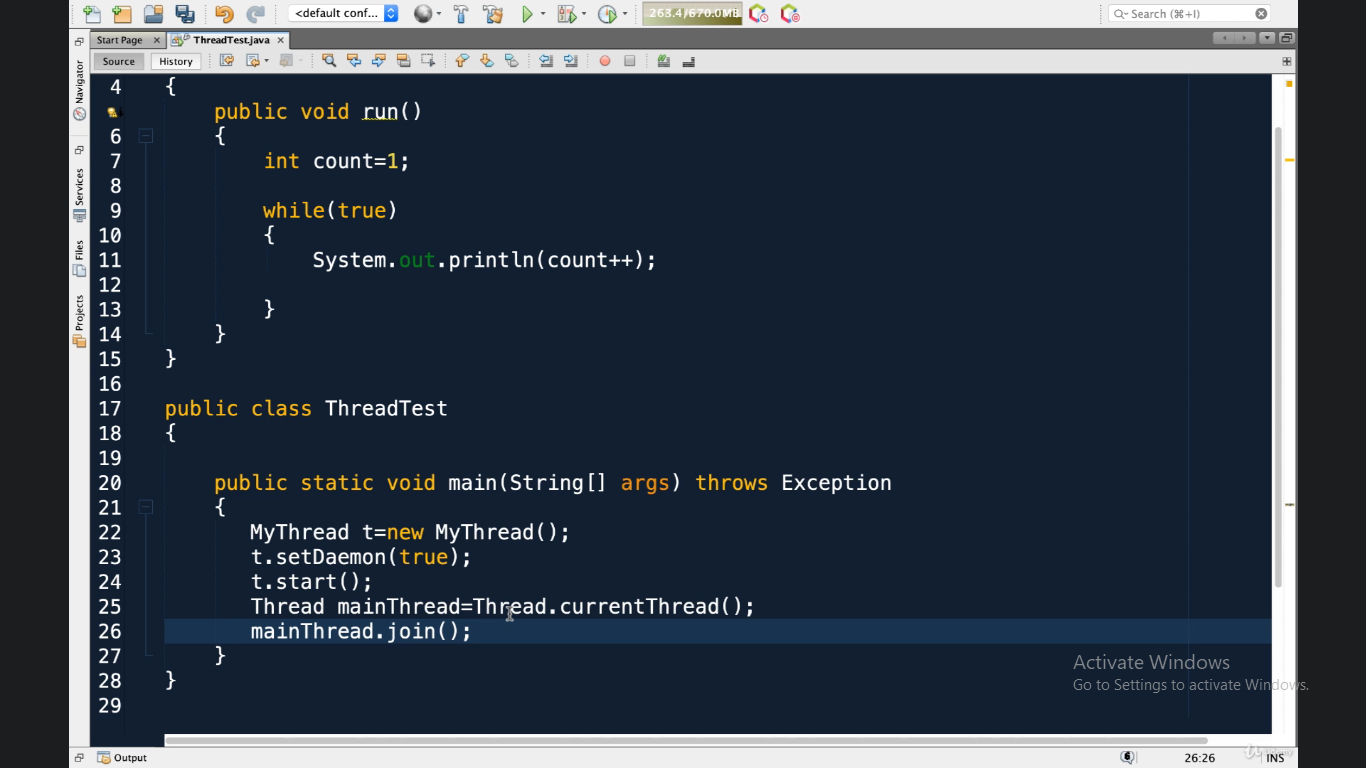 <default conf...
263.4/670.0MB
Search (⌘+I)
Start Page
ThreadTest.java
Source
History
Navigator
Services
Files
Projects
4 {
public void run()
6 {
7 int count=1;
8
9 while(true)
10 {
11 System.out.println(count++);
12
13 }
14 }
15 }
16
17 public class ThreadTest
18 {
19
20 public static void main(String[] args) throws Exception
21 {
22 MyThread t=new MyThread();
23 t.setDaemon(true);
24 t.start();
25 Thread mainThread=Thread.currentThread();
26 mainThread.join();
27 }
28 }
29
Activate Windows
Go to Settings to activate Windows.
Output
6
26:26
INS